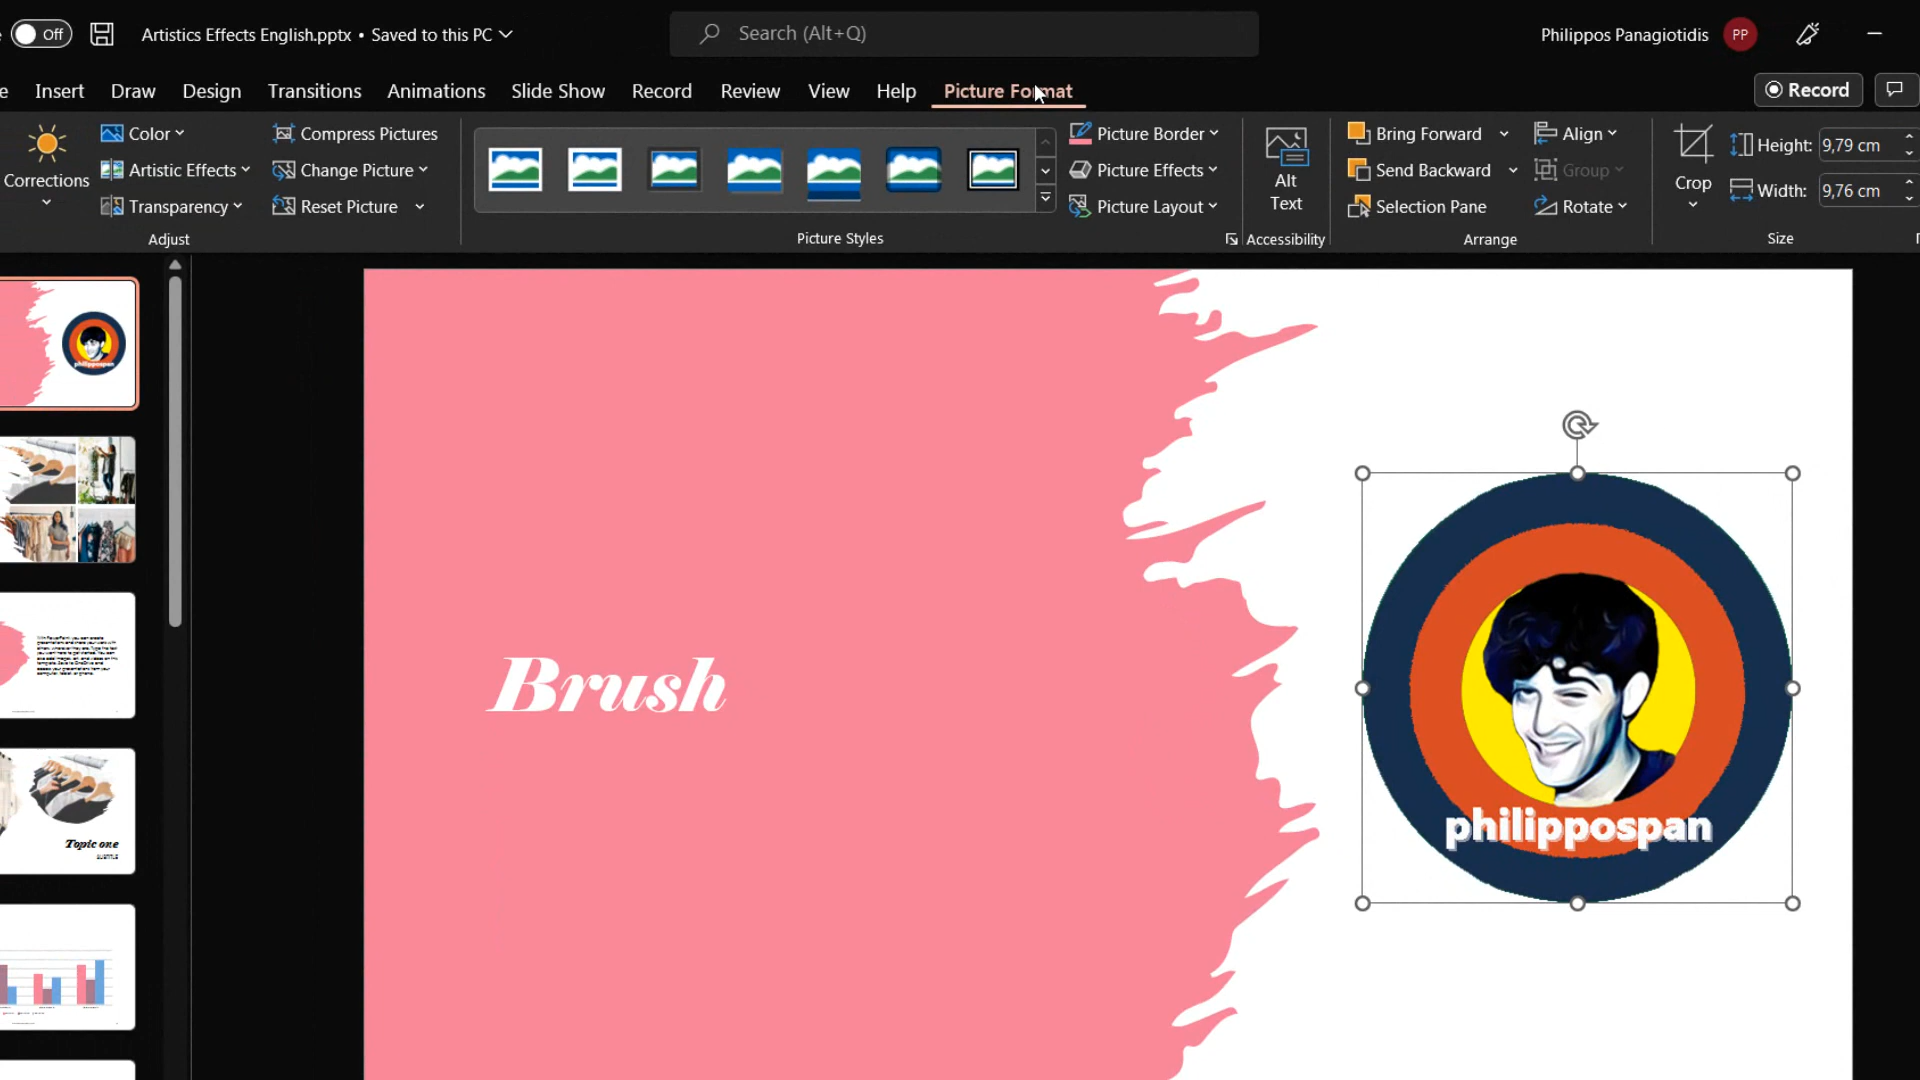 Off Artistics Effects English.pptx • Saved to this PC Search (Alt+Q) Philippos Panagiotidis PP
Insert Draw Design Transitions Animations Slide Show Record Review View Help Picture Format Record
Corrections
Color
Artistic Effects
Transparency
Compress Pictures
Change Picture
Reset Picture
Adjust
Picture Styles
Picture Border
Picture Effects
Picture Layout
Alt
Text
Accessibility
Bring Forward
Send Backward
Selection Pane
Align
Group
Rotate
Arrange
Crop
Height: 9,79 cm
Width: 9,76 cm
Size
philippospan
Topic one
SUBTITLE
Brush
philippospan